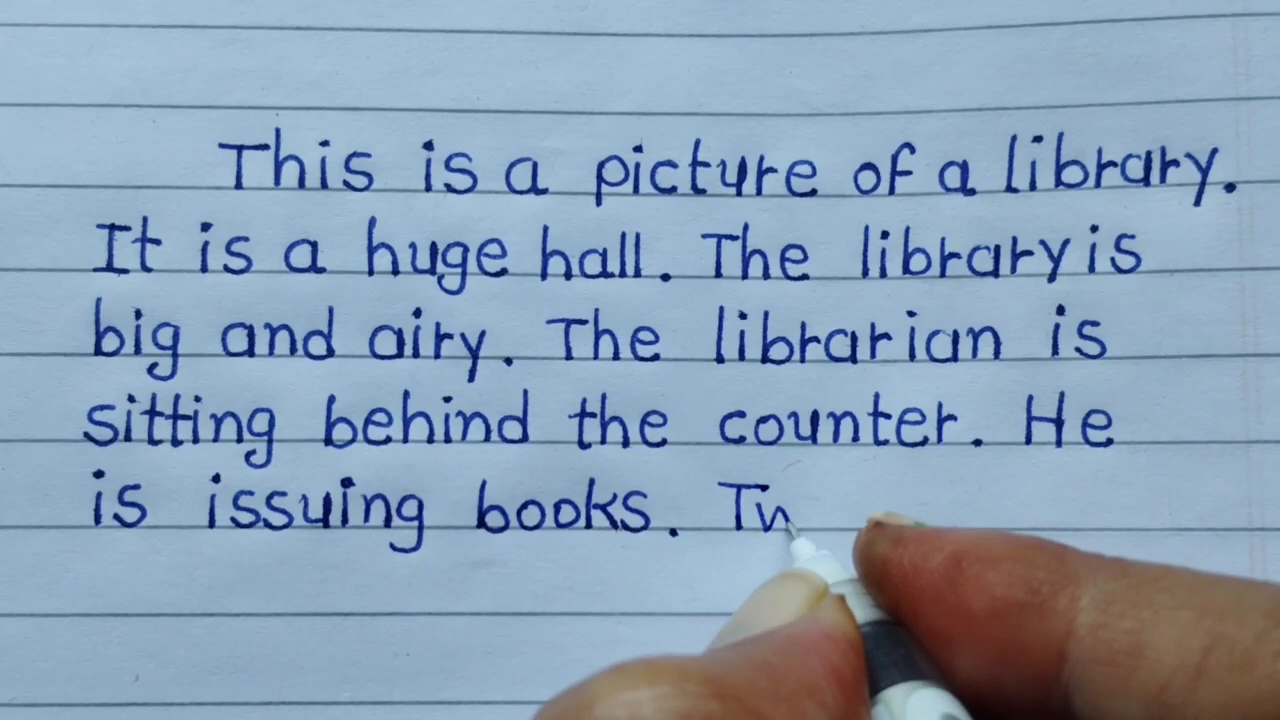 This is a picture of a library.
It is a huge hall. The library is
big and airy. The librarian is
sitting behind the counter. He
is issuing books.